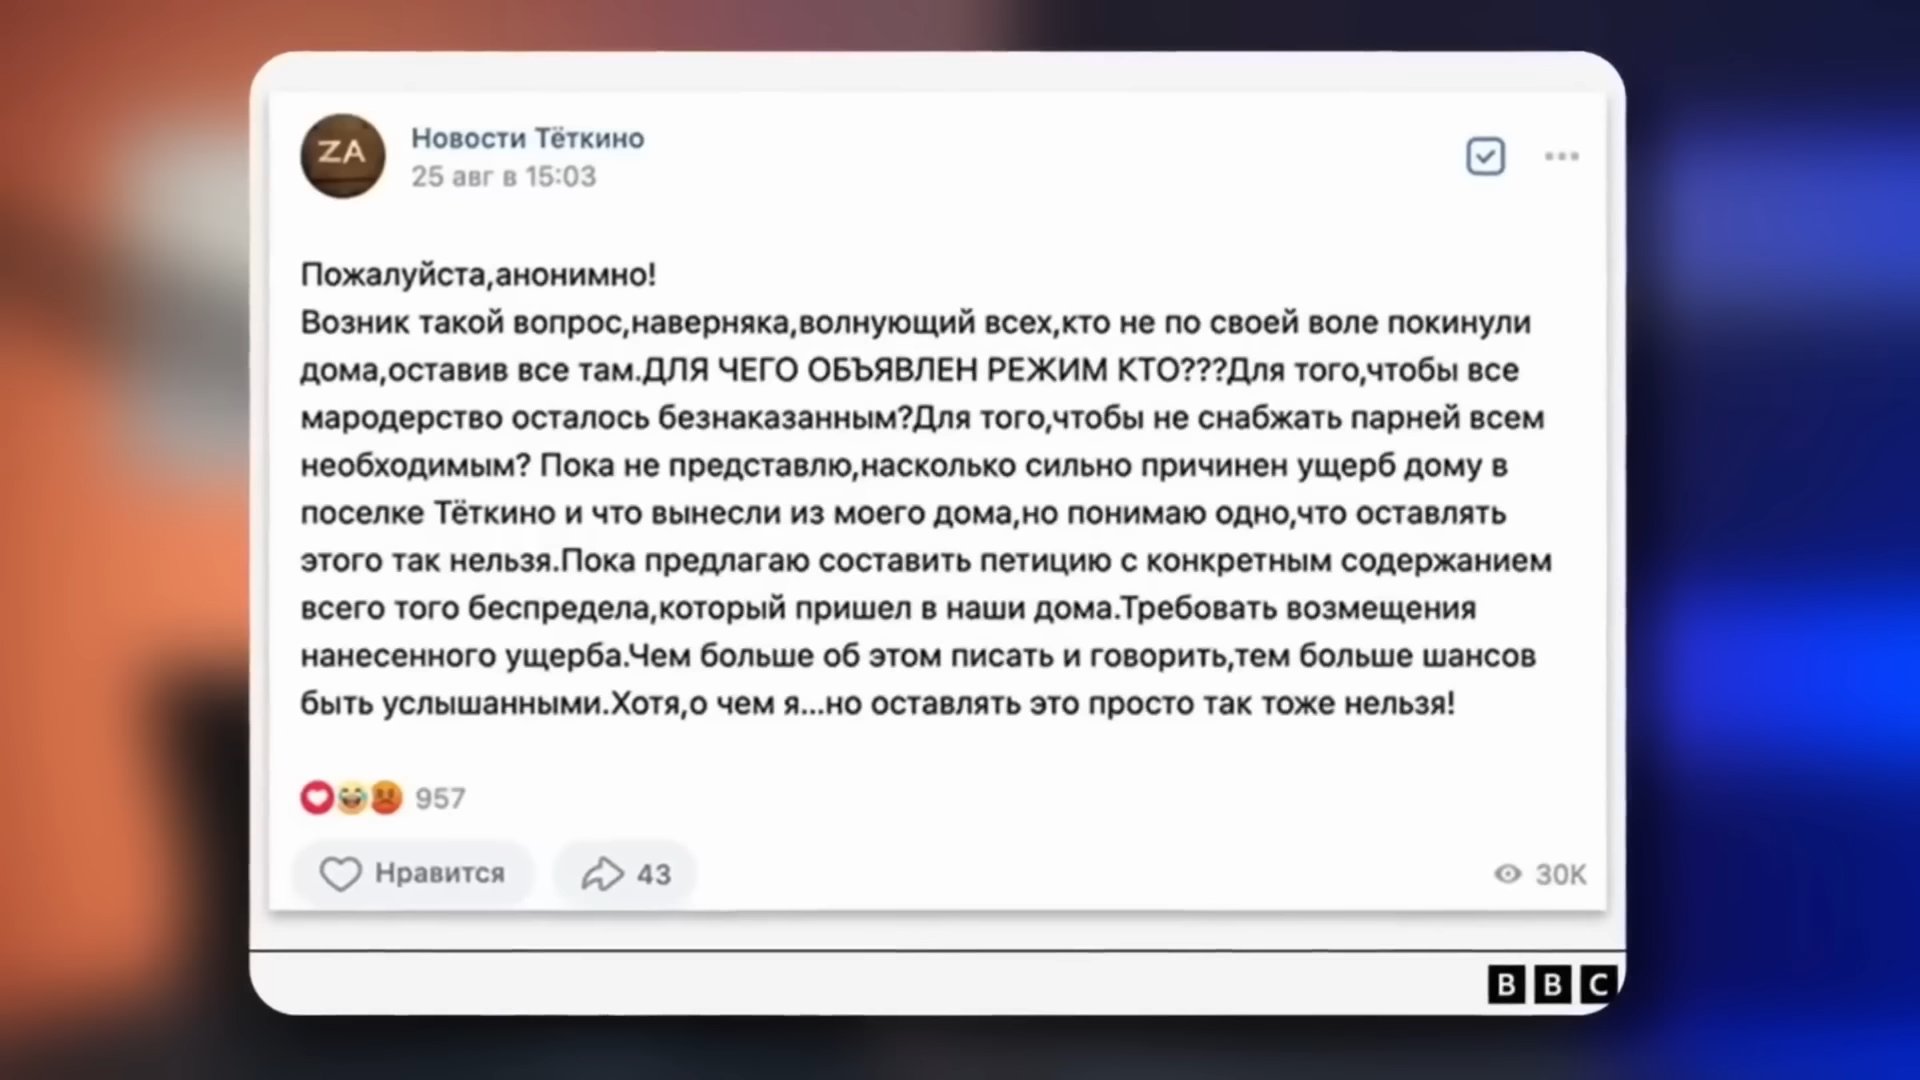 ZA
Новости Тёткино
25 авг в 15:03
Пожалуйста,анонимно!
Возник такой вопрос,наверняка,волнующий всех,кто не по своей воле покинули
дома,оставив все там.ДЛЯ ЧЕГО ОБЪЯВЛЕН РЕЖИМ КТО???Для того,чтобы все
мародерство осталось безнаказанным?Для того,чтобы не снабжать парней всем
необходимым? Пока не представлю,насколько сильно причинен ущерб дому в
поселке Тёткино и что вынесли из моего дома,но понимаю одно,что оставлять
этого так нельзя.Пока предлагаю составить петицию с конкретным содержанием
всего того беспредела,который пришел в наши дома.Требовать возмещения
нанесенного ущерба.Чем больше об этом писать и говорить,тем больше шансов
быть услышанными.Хотя,о чем я...но оставлять это просто так тоже нельзя!
957
Нравится 43 30K
BBC